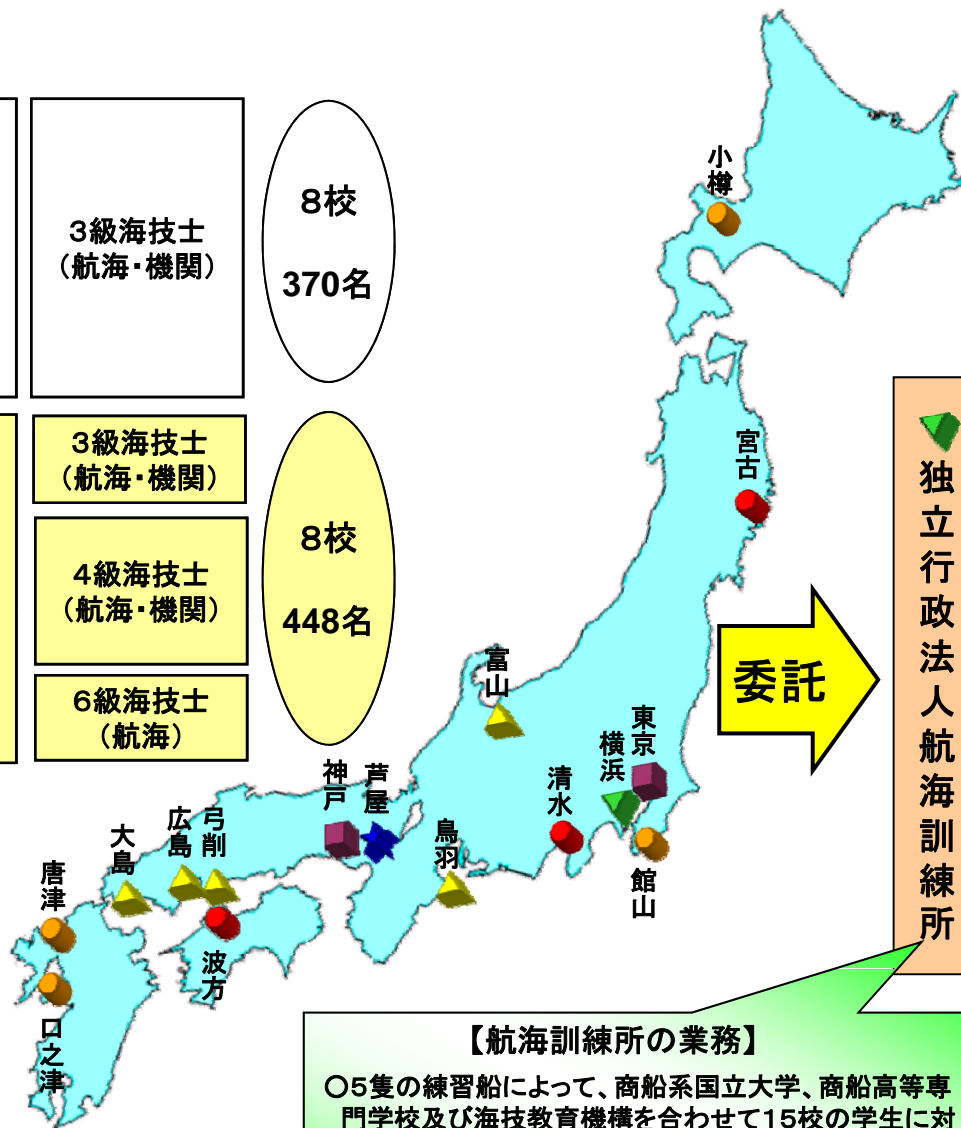 3級海技士
（航海・機関）
8校
370名
3級海技士
（航海・機関）
4級海技士
（航海・機関）
6級海技士
（航海）
8校
448名
小樽
宮古
富山
東京
横浜
清水
館山
神戸
芦屋
鳥羽
大島
広島
弓削
唐津
波方
口之津
委託
独立行政法人航海訓練所
【航海訓練所の業務】
○5隻の練習船によって、商船系国立大学、商船高等専
門学校及び海技教育機構を合わせて15校の学生に対